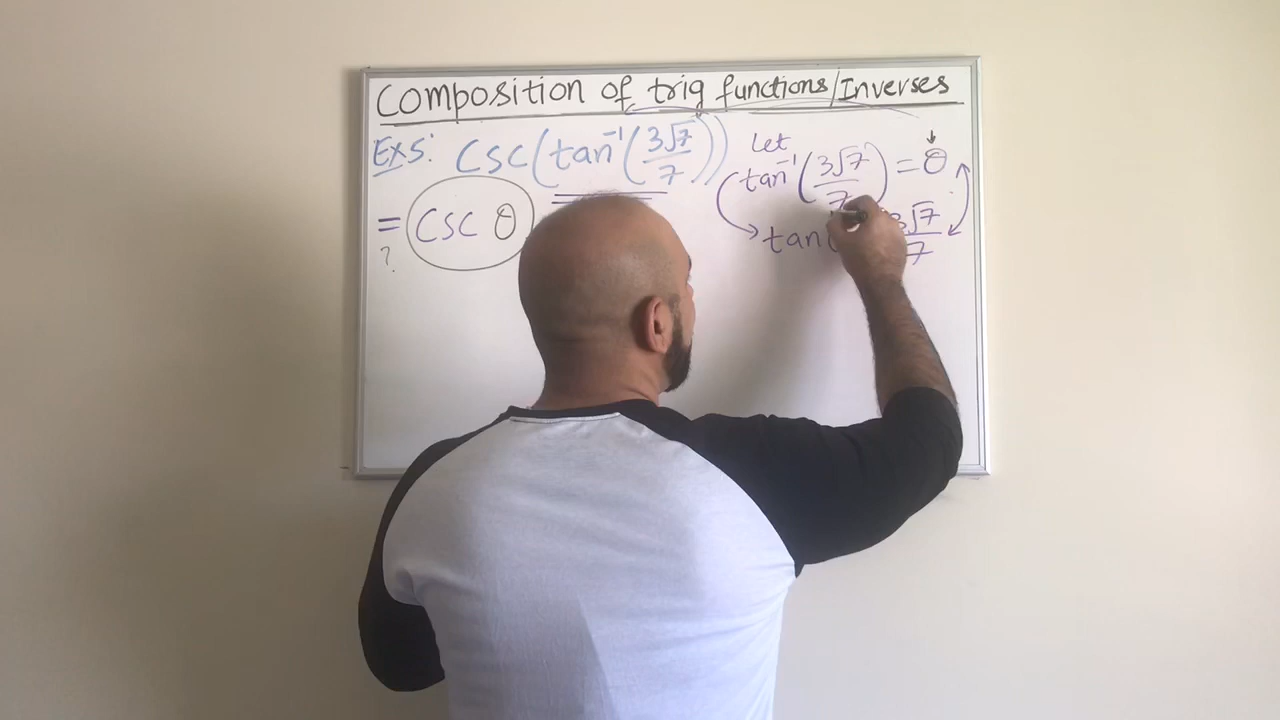 Composition of trig functions/Inverses
Ex5: csc(tan⁻¹(3√7/7))
= csc θ
?
Let
tan⁻¹(3√7/7) = θ
tan 3√7/7